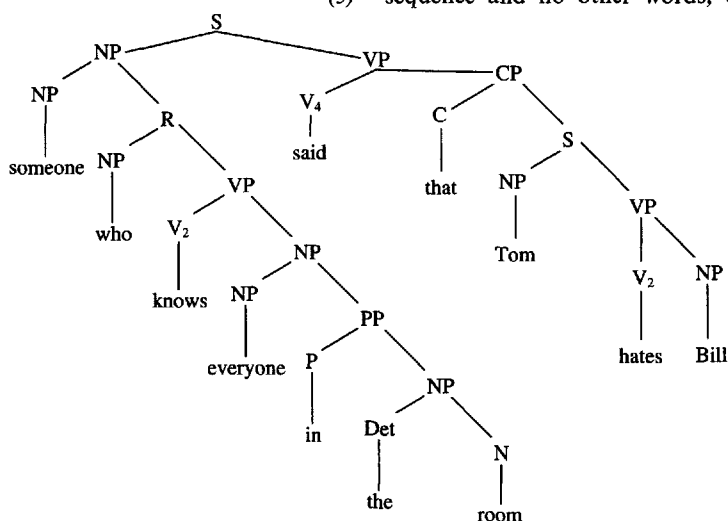 (5) sequence and no other words,
S
NP VP
NP R V₄ CP
someone NP VP said C S
who V₂ NP that NP VP
knows NP PP Tom V₂ NP
everyone P NP hates Bill
in Det N
the room